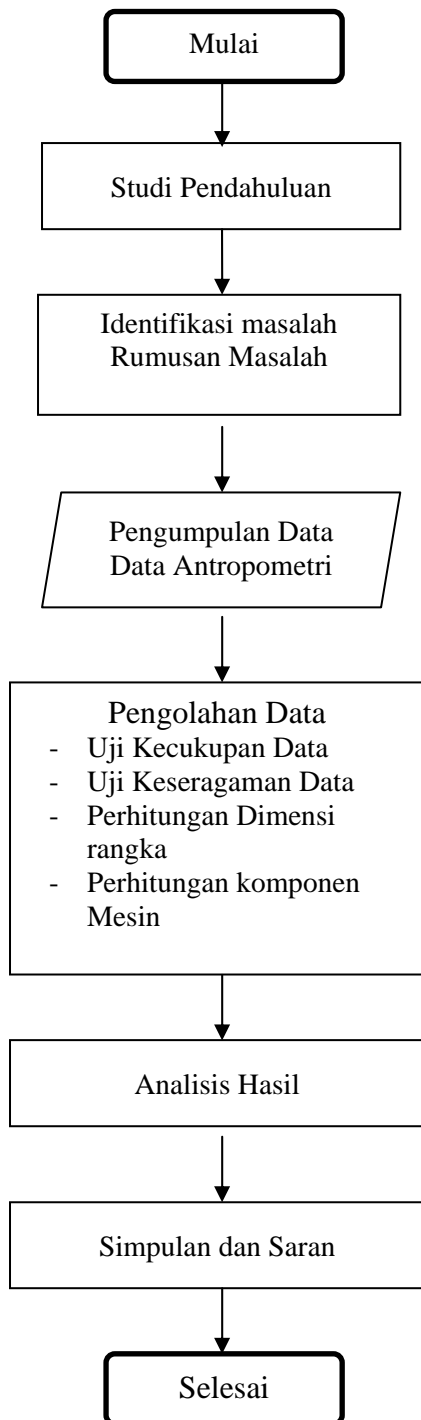 Mulai
Studi Pendahuluan
Identifikasi masalah
Rumusan Masalah
Pengumpulan Data
Data Antropometri
Pengolahan Data
- Uji Kecukupan Data
- Uji Keseragaman Data
- Perhitungan Dimensi
rangka
- Perhitungan komponen
Mesin
Analisis Hasil
Simpulan dan Saran
Selesai